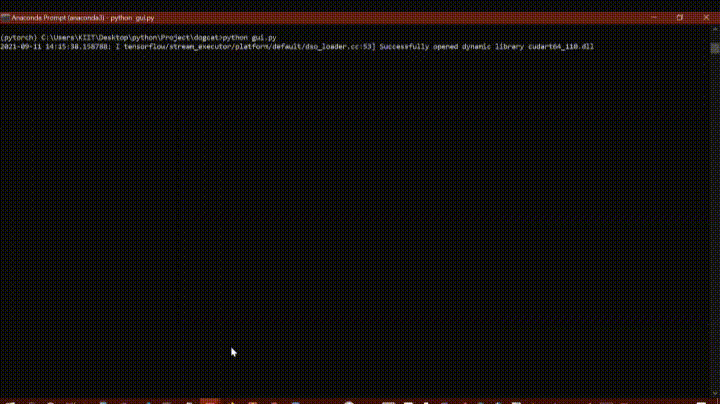 Anaconda Prompt (anaconda3) - python gui.py
(pytorch) C:\Users\KIIT\Desktop\python\Project\dogcat>python gui.py
2021-09-11 14:15:38.198788: I tensorflow/stream_executor/platform/default/dso_loader.cc:53] Successfully opened dynamic library cudart64_110.dll